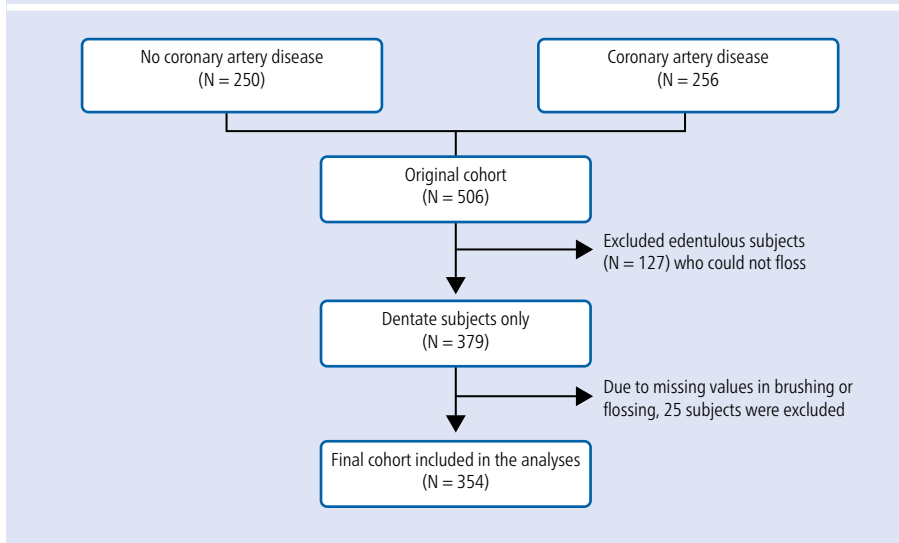 No coronary artery disease
(N = 250)
Coronary artery disease
(N = 256
Original cohort
(N = 506)
Excluded edentulous subjects
(N = 127) who could not floss
Dentate subjects only
(N = 379)
Due to missing values in brushing or
flossing, 25 subjects were excluded
Final cohort included in the analyses
(N = 354)